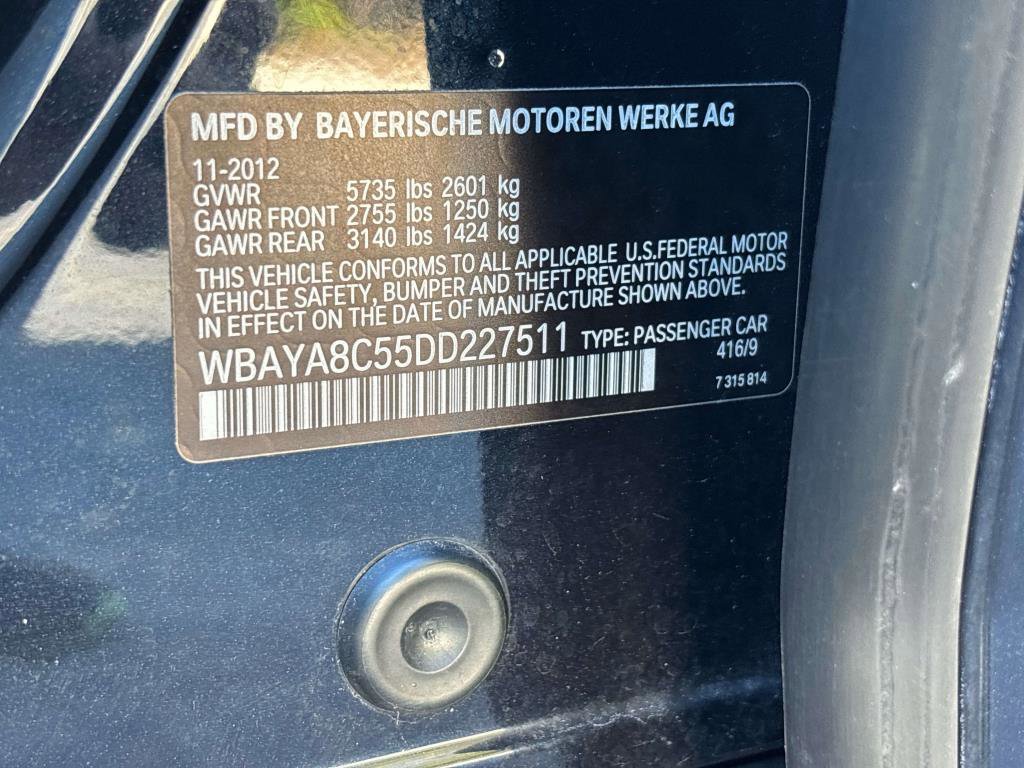 MFD BY BAYERISCHE MOTOREN WERKE AG
11-2012
GVWR 5735 lbs 2601 kg
GAWR FRONT 2755 lbs 1250 kg
GAWR REAR 3140 lbs 1424 kg
THIS VEHICLE CONFORMS TO ALL APPLICABLE U.S.FEDERAL MOTOR
VEHICLE SAFETY, BUMPER AND THEFT PREVENTION STANDARDS
IN EFFECT ON THE DATE OF MANUFACTURE SHOWN ABOVE.
WBAYA8C55DD227511 TYPE: PASSENGER CAR
416/9
7 315 814